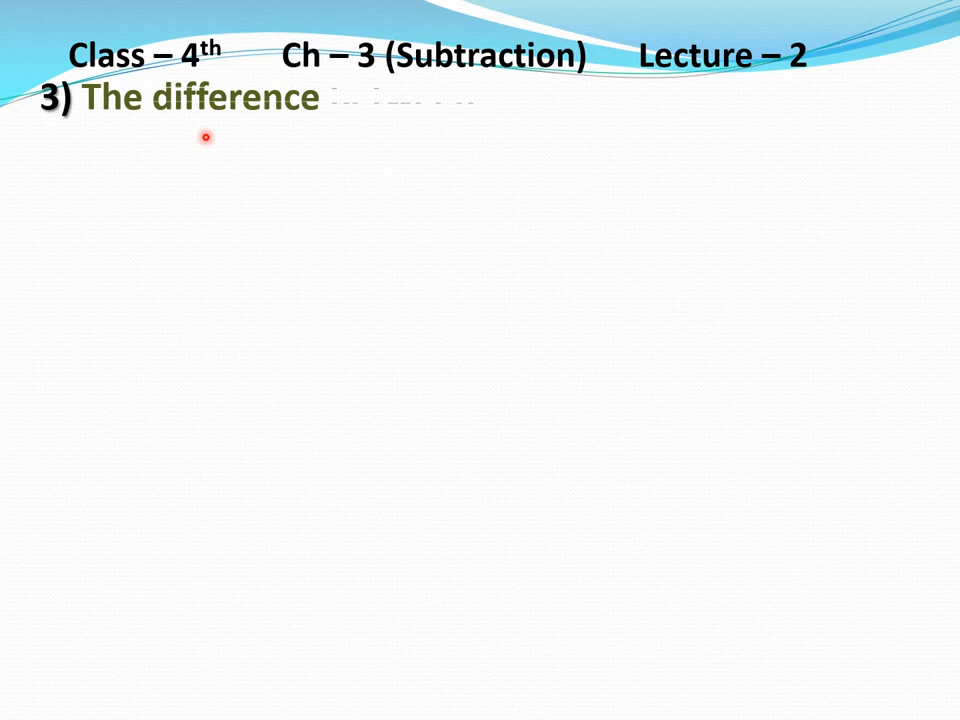 Class – 4th Ch – 3 (Subtraction) Lecture – 2
3) The difference